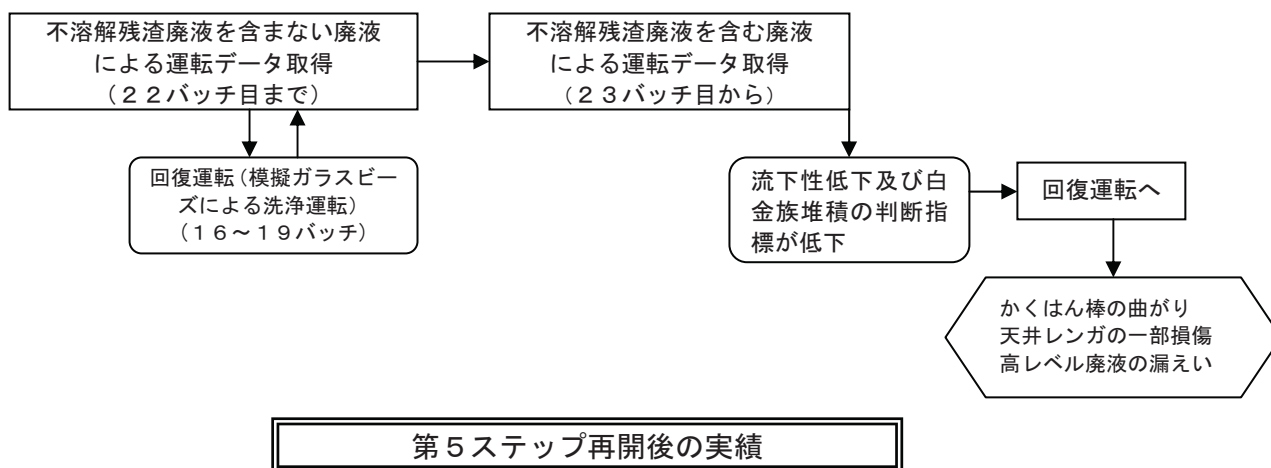 不溶解残渣廃液を含まない廃液
による運転データ取得
（２２バッチ目まで）
不溶解残渣廃液を含む廃液
による運転データ取得
（２３バッチ目から）
回復運転（模擬ガラスビー
ズによる洗浄運転）
（１６～１９バッチ）
流下性低下及び白
金族堆積の判断指
標が低下
回復運転へ
かくはん棒の曲がり
天井レンガの一部損傷
高レベル廃液の漏えい
第５ステップ再開後の実績